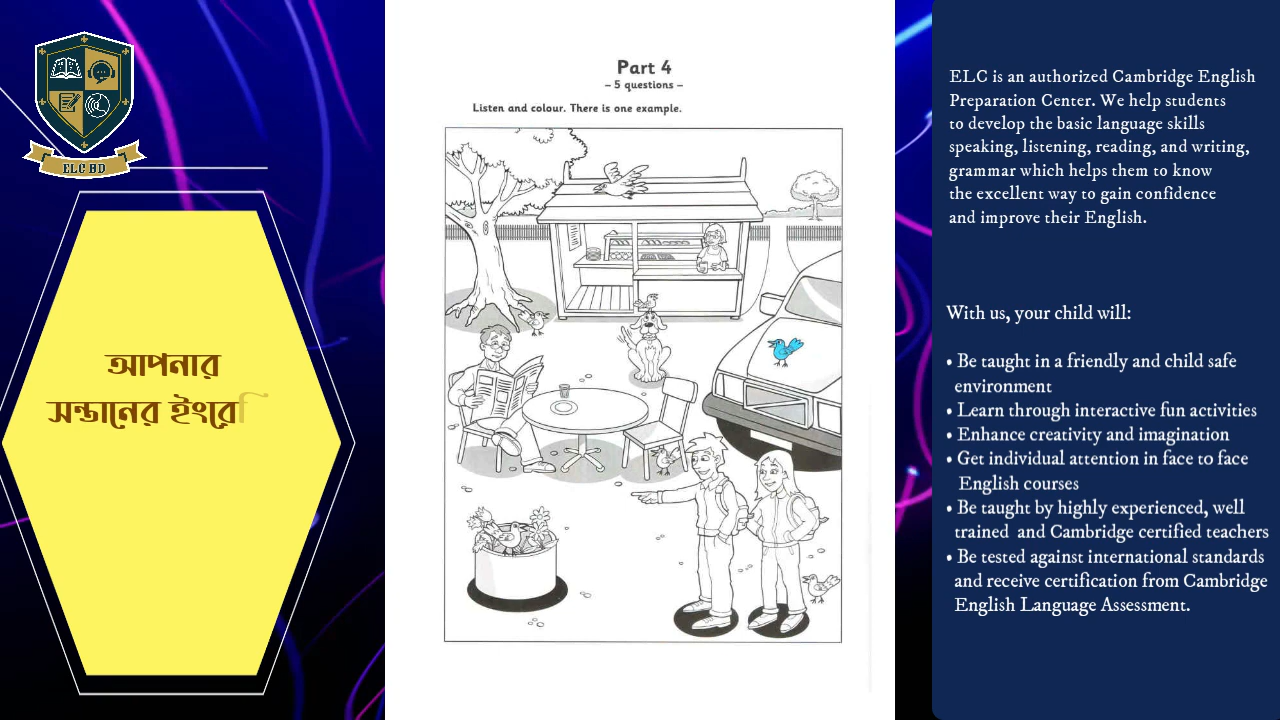 ELC BD
আপনার
সন্তানের
Part 4
– 5 questions –
Listen and colour. There is one example.
ELC is an authorized Cambridge English
Preparation Center. We help students
to develop the basic language skills
speaking, listening, reading, and writing,
grammar which helps them to know
the excellent way to gain confidence
and improve their English.
With us, your child will:
• Be taught in a friendly and child safe
environment
• Learn through interactive fun activities
• Enhance creativity and imagination
• Get individual attention in face to face
English courses
• Be taught by highly experienced, well
trained and Cambridge certified teachers
• Be tested against international standards
and receive certification from Cambridge
English Language Assessment.